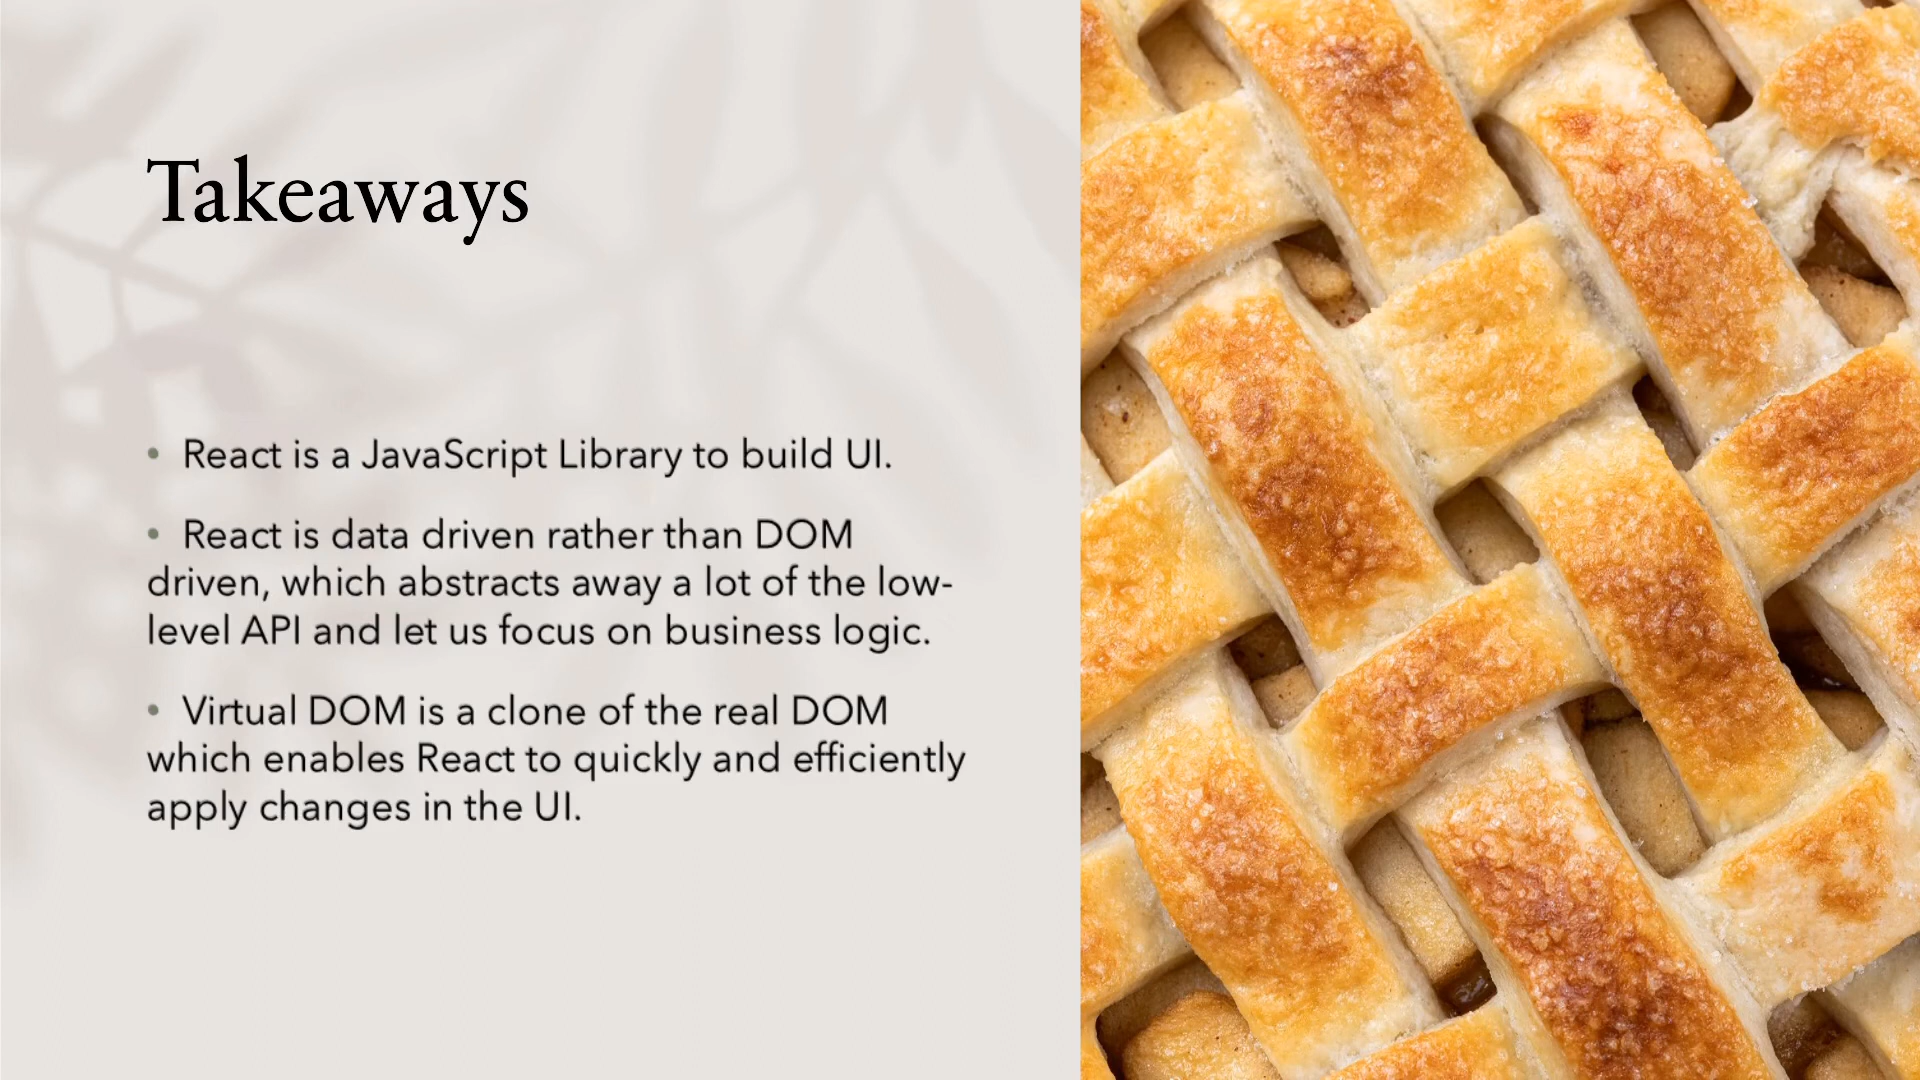 Takeaways
• React is a JavaScript Library to build UI.
• React is data driven rather than DOM
driven, which abstracts away a lot of the low-
level API and let us focus on business logic.
• Virtual DOM is a clone of the real DOM
which enables React to quickly and efficiently
apply changes in the UI.